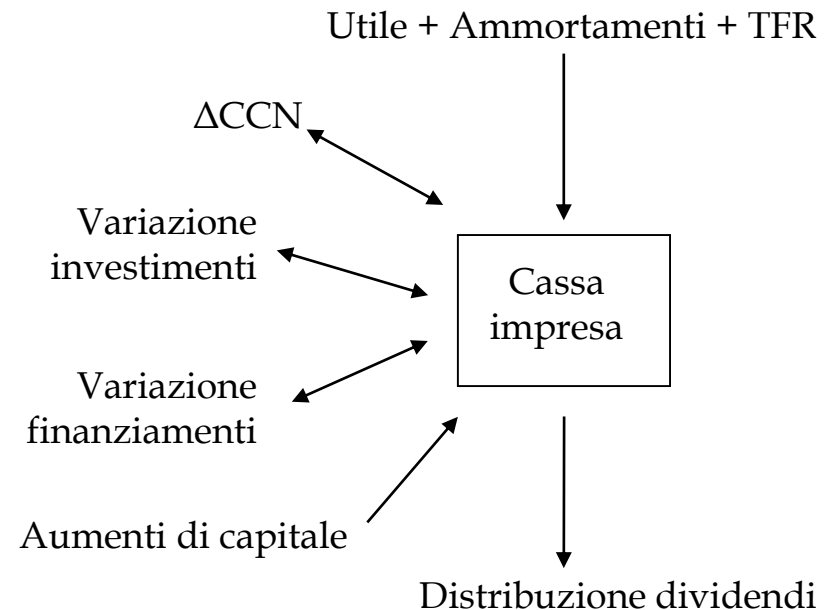 Utile + Ammortamenti + TFR
ΔCCN
Variazione
investimenti
Cassa
impresa
Variazione
finanziamenti
Aumenti di capitale
Distribuzione dividendi